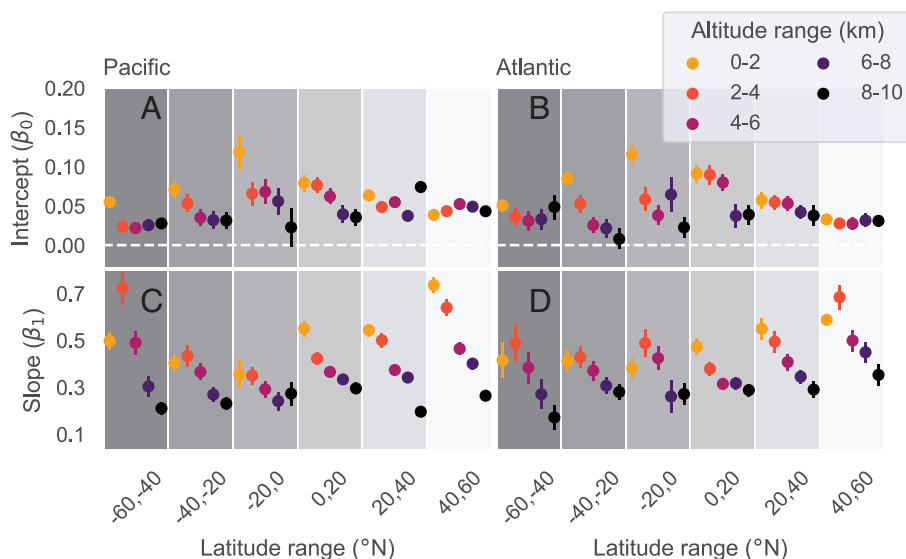 Altitude range (km)
0-2
6-8
2-4
8-10
4-6
Pacific
Atlantic
A
B
0.20
0.15
0.10
0.05
0.00
Intercept (β0)
C
D
0.7
0.5
0.3
0.1
Slope (β1)
-60,-40
-40,-20
-20,0
0,20
20,40
40,60
-60,-40
-40,-20
-20,0
0,20
20,40
40,60
Latitude range (°N)
Latitude range (°N)